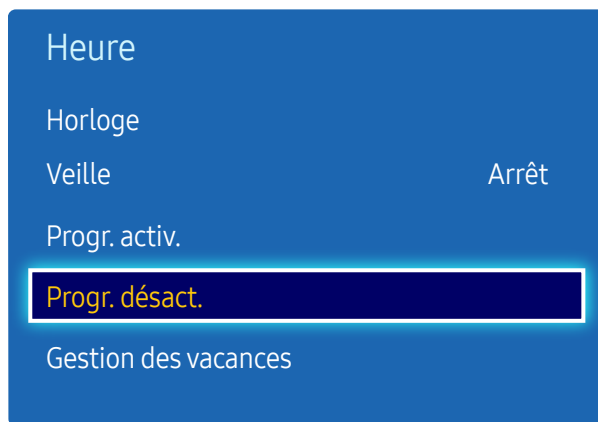 Heure
Horloge
Veille Arrêt
Progr. activ.
Progr. désact.
Gestion des vacances